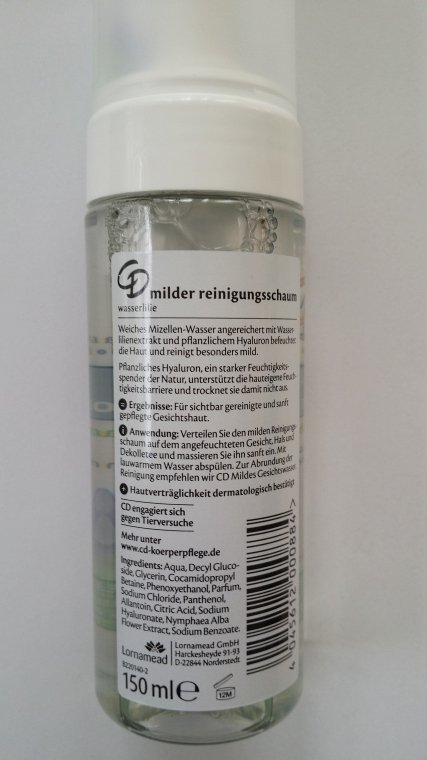 CD milder reinigungsschaum
wasserlilie
Weiches Mizellen-Wasser angereichert mit Wasser-
lilienextrakt und pflanzlichem Hyaluron befeuchtet
die Haut und reinigt besonders mild.
Pflanzliches Hyaluron, ein starker Feuchtigkeits-
spender der Natur, unterstützt die hauteigene Feuch-
tigkeitsbarriere und trocknet sie damit nicht aus.
Ergebnisse: Für sichtbar gereinigte und sanft
gepflegte Gesichtshaut.
i Anwendung: Verteilen Sie den milden Reinigungs-
schaum auf dem angefeuchteten Gesicht, Hals und
Dekolletee und massieren Sie ihn sanft ein. Mit
lauwarmem Wasser abspülen. Zur Abrundung der
Reinigung empfehlen wir CD Mildes Gesichtswasser.
+ Hautverträglichkeit dermatologisch bestätigt
CD engagiert sich
gegen Tierversuche
Mehr unter
www.cd-koerperpflege.de
Ingredients: Aqua, Decyl Gluco-
side, Glycerin, Cocamidopropyl
Betaine, Phenoxyethanol, Parfum,
Sodium Chloride, Panthenol,
Allantoin, Citric Acid, Sodium
Hyaluronate, Nymphaea Alba
Flower Extract, Sodium Benzoate.
Lornamead
Lornamead GmbH
Harckesheyde 91-93
D-22844 Norderstedt
B220140-2
150 ml e
12M
4 045612 000884 >